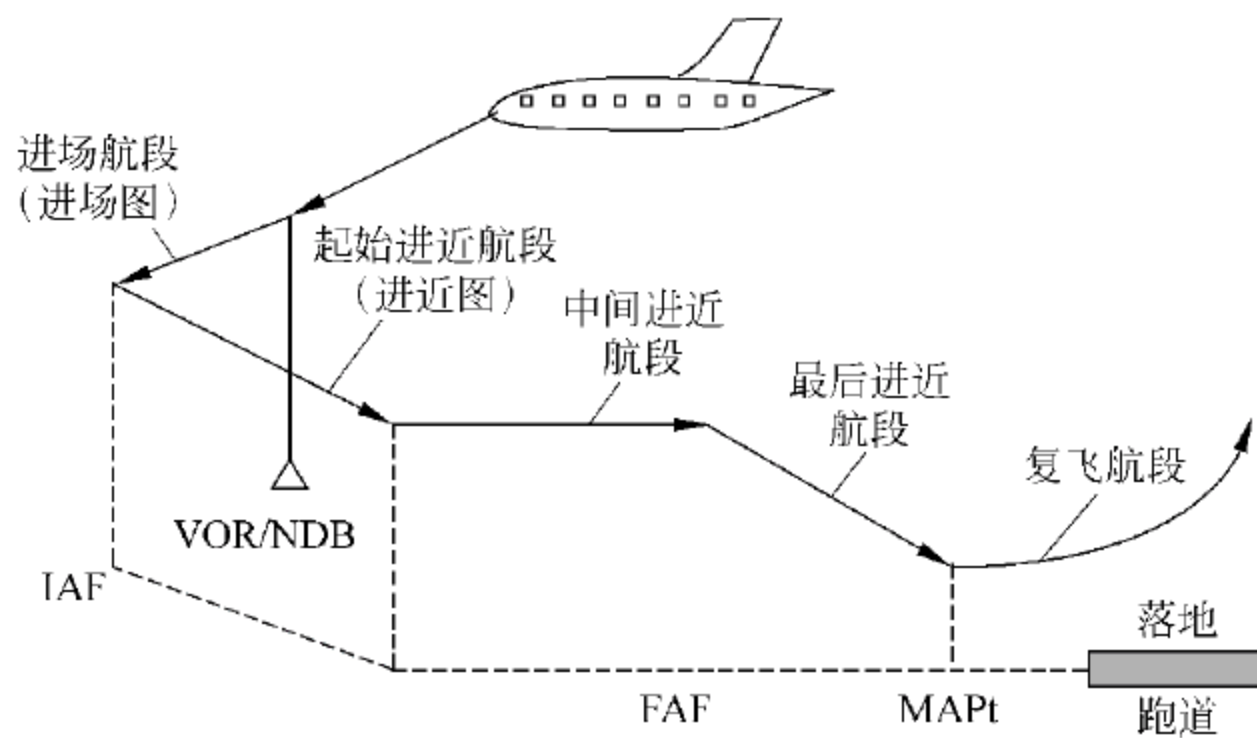 进场航段
(进场图)
起始进近航段
(进近图)
中间进近
航段
最后进近
航段
复飞航段
VOR/NDB
IAF
FAF
MAPt
落地
跑道